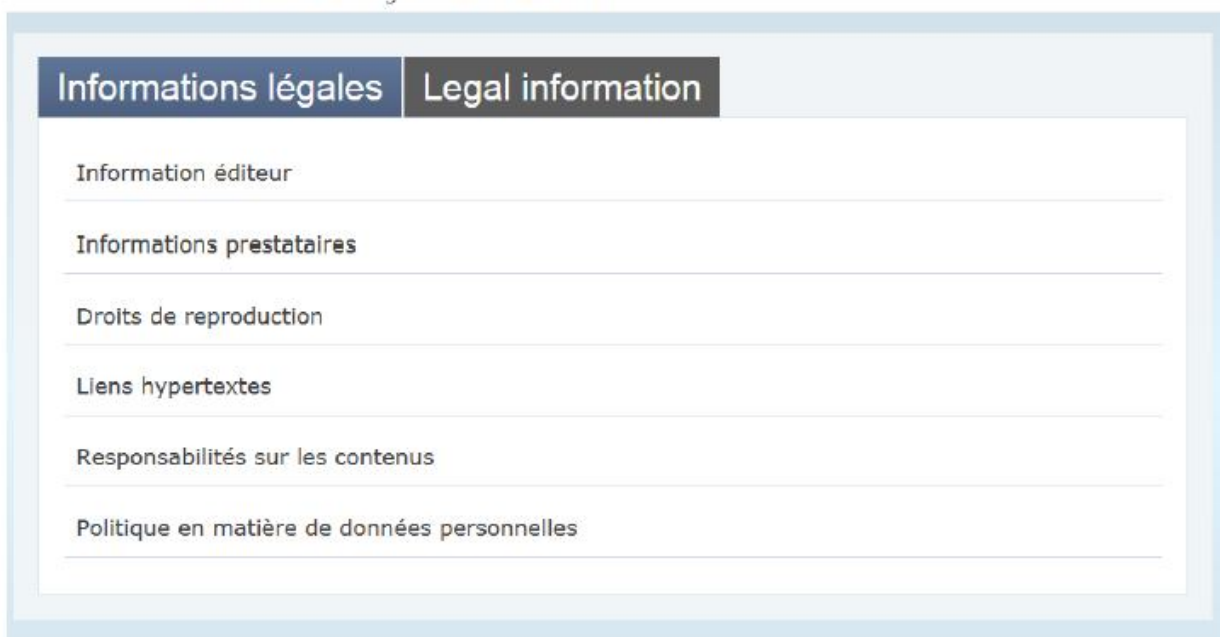 Informations légales Legal information
Information éditeur
Informations prestataires
Droits de reproduction
Liens hypertextes
Responsabilités sur les contenus
Politique en matière de données personnelles